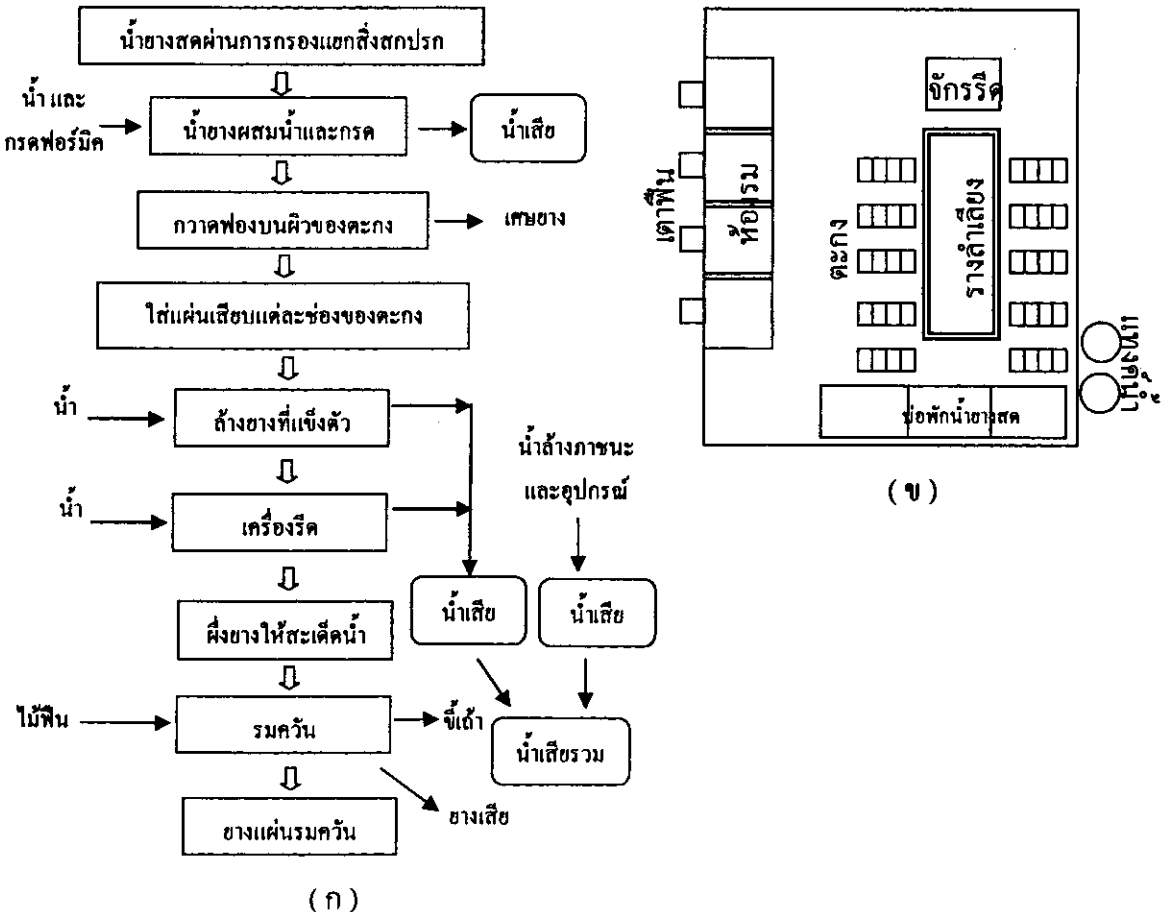 น้ำยางสดผ่านการกรองแยกสิ่งสกปรก
น้ำ และ
กรดฟอร์มิค
น้ำยางผสมน้ำและกรด
น้ำเสีย
กวาดฟองบนผิวของตะกง
เศษยาง
ใส่แผ่นเสียบแต่ละช่องของตะกง
น้ำ
ล้างยางที่แข็งตัว
น้ำล้างภาชนะ
และอุปกรณ์
น้ำ
เครื่องรีด
น้ำเสีย
น้ำเสีย
ผึ่งยางให้สะเด็ดน้ำ
ไม้ฟืน
รมควัน
ขี้เถ้า
น้ำเสียรวม
ยางเสีย
ยางแผ่นรมควัน
( ก )
จักรรีด
เตาฟืน
ห้องรม
ตะกง
รางลำเลียง
แทงค์น้ำ
บ่อพักน้ำยางสด
( ข )